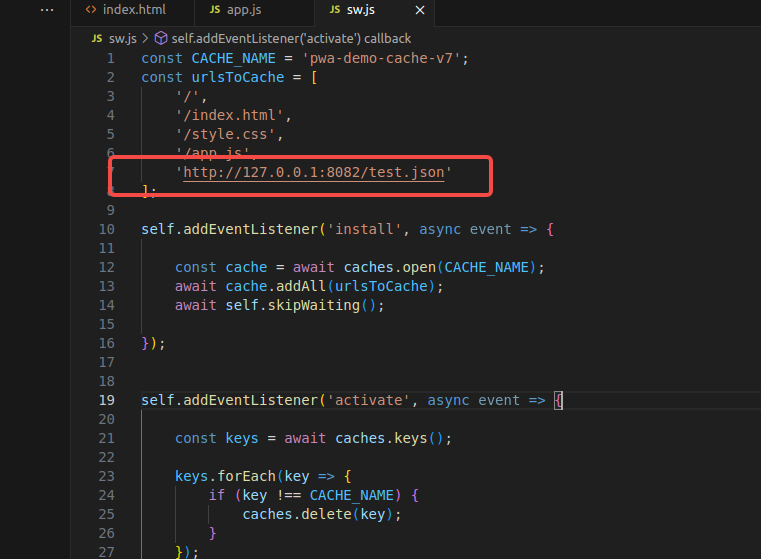 ··· <> index.html JS app.js JS sw.js ×
JS sw.js > self.addEventListener('activate') callback
1 const CACHE_NAME = 'pwa-demo-cache-v7';
2 const urlsToCache = [
3 '/',
4 '/index.html',
5 '/style.css',
6 '/app.js',
7 'http://127.0.0.1:8082/test.json'
8 ];
9
10 self.addEventListener('install', async event => {
11
12 const cache = await caches.open(CACHE_NAME);
13 await cache.addAll(urlsToCache);
14 await self.skipWaiting();
15
16 });
17
18
19 self.addEventListener('activate', async event => {
20
21 const keys = await caches.keys();
22
23 keys.forEach(key => {
24 if (key !== CACHE_NAME) {
25 caches.delete(key);
26 }
27 });